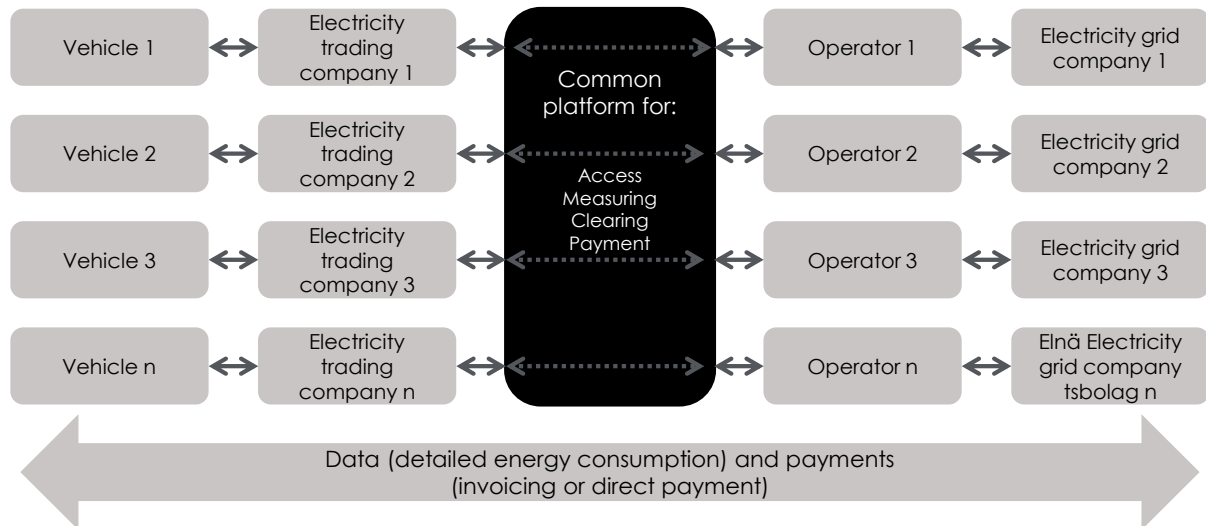 Vehicle 1
Electricity
trading
company 1
Common
platform for:
Operator 1
Electricity grid
company 1
Vehicle 2
Electricity
trading
company 2
Access
Measuring
Clearing
Payment
Operator 2
Electricity grid
company 2
Vehicle 3
Electricity
trading
company 3
Operator 3
Electricity grid
company 3
Vehicle n
Electricity
trading
company n
Operator n
Elnä Electricity
grid company
tsbolag n
Data (detailed energy consumption) and payments
(invoicing or direct payment)